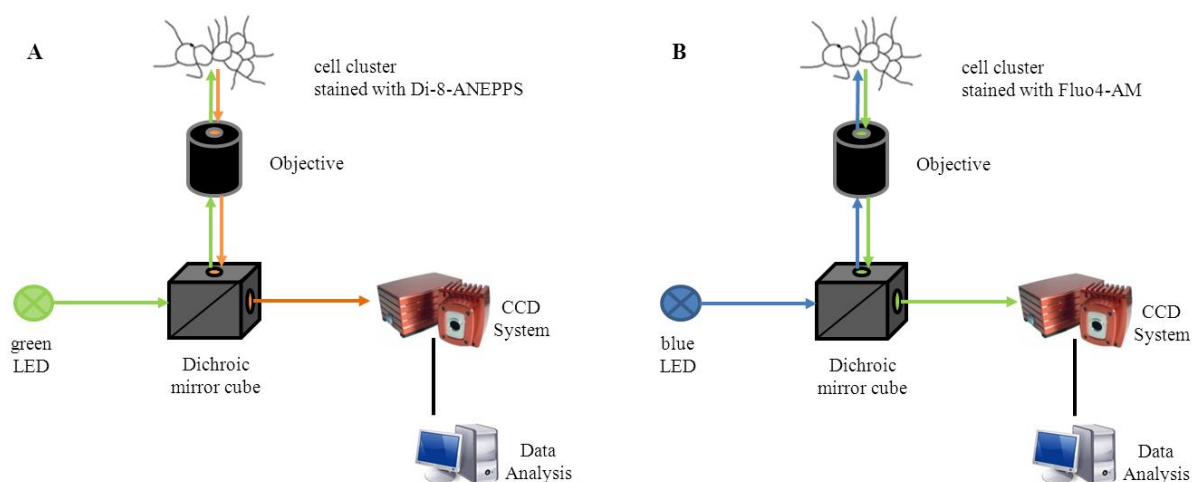 A
cell cluster
stained with Di-8-ANEPPS
Objective
green
LED
Dichroic
mirror cube
CCD
System
Data
Analysis
B
cell cluster
stained with Fluo4-AM
Objective
blue
LED
Dichroic
mirror cube
CCD
System
Data
Analysis